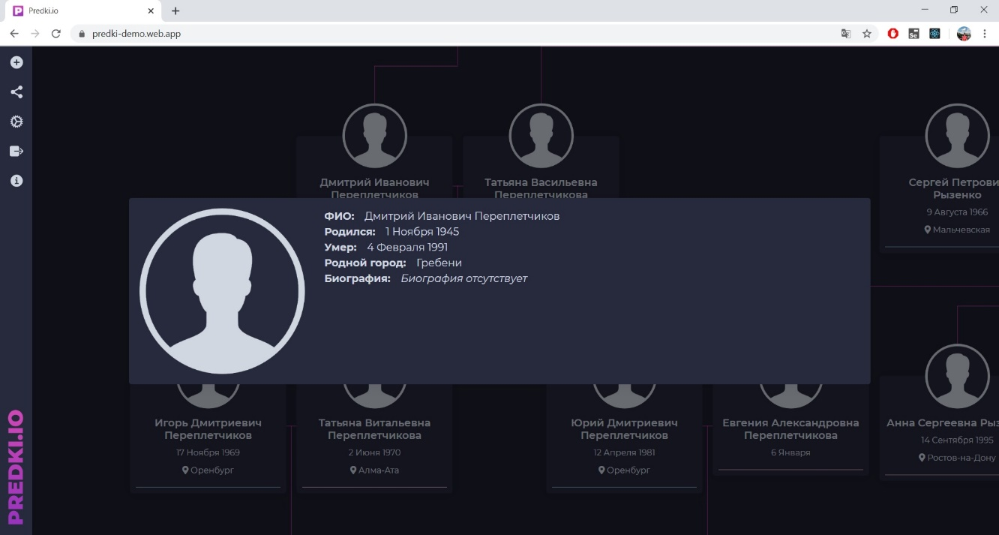 Predki.io
predki-demo.web.app
Дмитрий Иванович
Переплетчиков
Татьяна Васильевна
Переплетчикова
Сергей Петрови
Рызенко
9 Августа 1966
Мальчевская
ФИО: Дмитрий Иванович Переплетчиков
Родился: 1 Ноября 1945
Умер: 4 Февраля 1991
Родной город: Гребени
Биография: Биография отсутствует
Игорь Дмитриевич
Переплетчиков
17 Ноября 1969
Оренбург
Татьяна Витальевна
Переплетчикова
2 Июня 1970
Алма-Ата
Юрий Дмитриевич
Переплетчиков
12 Апреля 1981
Оренбург
Евгения Александровна
Переплетчикова
6 Января
Анна Сергеевна Рыз
14 Сентября 1995
Ростов-на-Дону
PREDKI.IO
Se